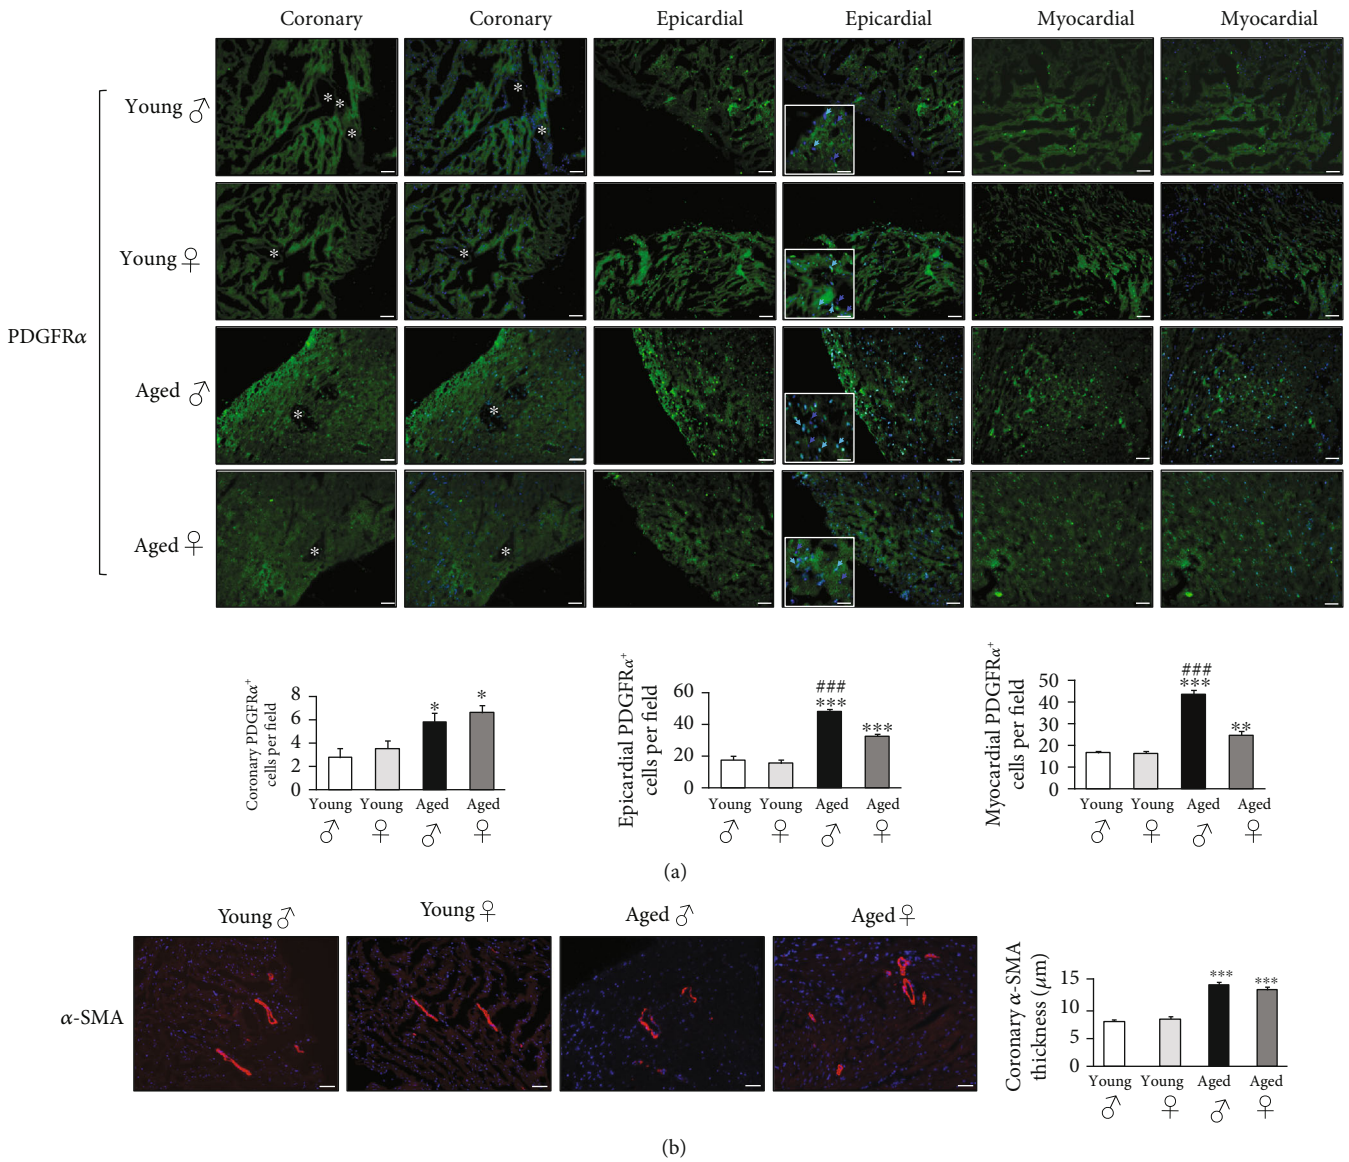 Coronary Coronary Epicardial Epicardial Myocardial Myocardial
PDGFRα
Young ♂
* * *
* *
Young ♀
* *
Aged ♂
* *
Aged ♀
* *
Coronary PDGFRα⁺
cells per field
8
6
4
2
0
* *
Young Young Aged Aged
♂ ♀ ♂ ♀
Epicardial PDGFRα⁺
cells per field
60
40
20
0
###
*** ***
Young Young Aged Aged
♂ ♀ ♂ ♀
Myocardial PDGFRα⁺
cells per field
50
40
30
20
10
0
###
*** **
Young Young Aged Aged
♂ ♀ ♂ ♀
(a)
Young ♂ Young ♀ Aged ♂ Aged ♀
α-SMA
Coronary α-SMA
thickness (μm)
15
10
5
0
*** ***
Young Young Aged Aged
♂ ♀ ♂ ♀
(b)